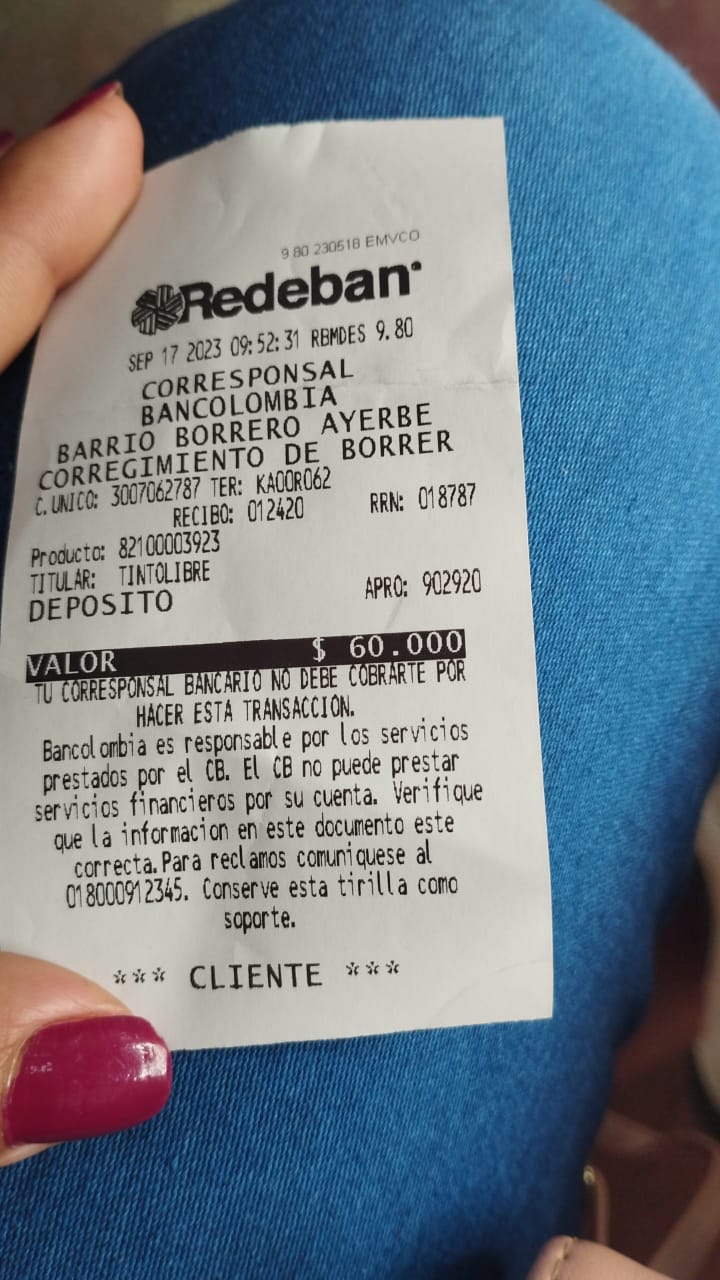 9.80 230518 EMVCO
Redeban
SEP 17 2023 09:52:31 RBMDES 9.80
CORRESPONSAL
BANCOLOMBIA
BARRIO BORRERO AYERBE
CORREGIMIENTO DE BORRER
C.UNICO: 3007062787 TER: KA00R062
RECIBO: 012420 RRN: 018787
Producto: 82100003923
TITULAR: TINTOLIBRE
DEPOSITO APRO: 902920
VALOR $ 60.000
TU CORRESPONSAL BANCARIO NO DEBE COBRARTE POR
HACER ESTA TRANSACCION.
Bancolombia es responsable por los servicios
prestados por el CB. El CB no puede prestar
servicios financieros por su cuenta. Verifique
que la informacion en este documento este
correcta.Para reclamos comuniquese al
018000912345. Conserve esta tirilla como
soporte.
*** CLIENTE ***